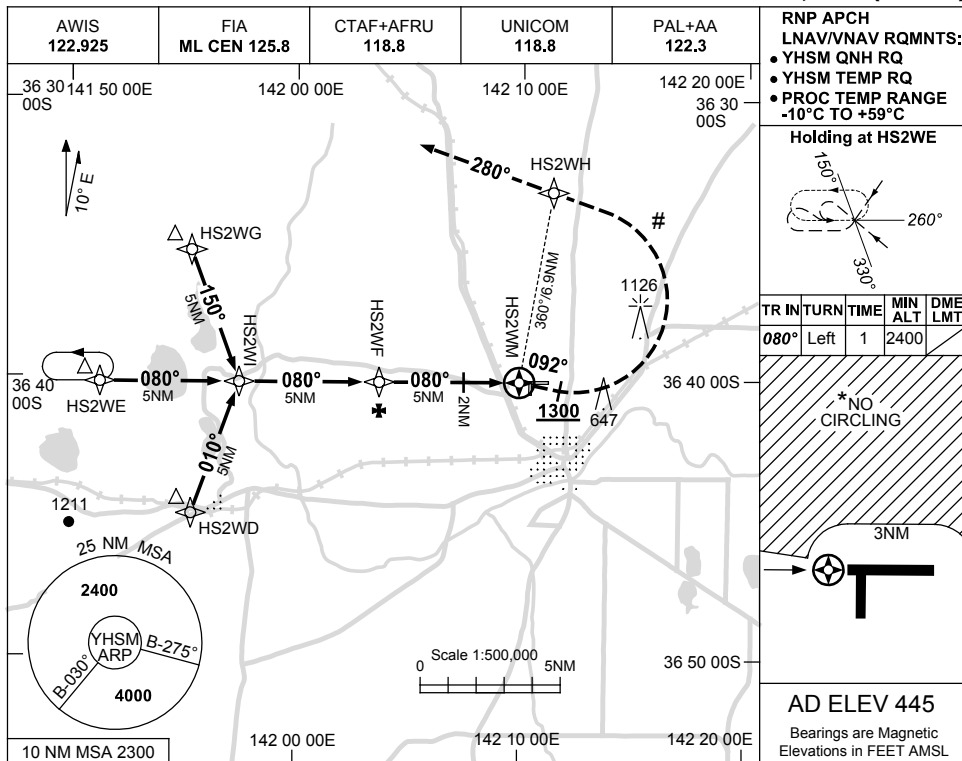 AWIS
122.925
FIA
ML CEN 125.8
CTAF+AFRU
118.8
UNICOM
118.8
PAL+AA
122.3
RNP APCH
LNAV/VNAV RQMNTS:
• YHSM QNH RQ
• YHSM TEMP RQ
• PROC TEMP RANGE
-10°C TO +59°C
36 30
00S
141 50 00E
142 00 00E
142 10 00E
142 20 00E
36 30
00S
Holding at HS2WE
150°
260°
330°
TR IN
TURN
TIME
MIN
ALT
DME
LMT
080°
Left
1
2400
10° E
280°
HS2WH
#
HS2WG
1126
150°
5NM
360°/6.9NM
HS2WI
HS2WF
HS2WM
092°
36 40
00S
HS2WE
080°
5NM
080°
5NM
080°
5NM
2NM
1300
647
36 40 00S
010°
5NM
HS2WD
1211
*NO
CIRCLING
3NM
25 NM MSA
2400
YHSM
ARP
B-275°
B-030°
4000
Scale 1:500,000
0
5NM
36 50 00S
10 NM MSA 2300
142 00 00E
142 10 00E
142 20 00E
AD ELEV 445
Bearings are Magnetic
Elevations in FEET AMSL